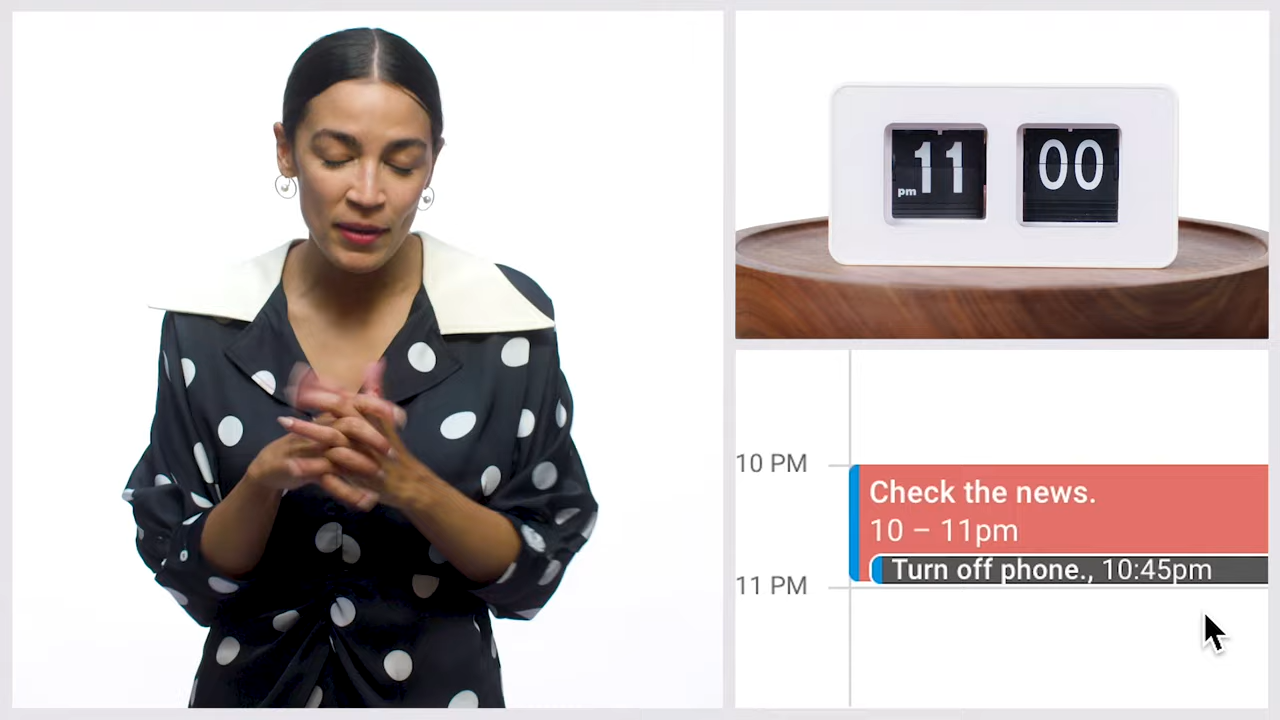 pm 11 00
10 PM
Check the news.
10 – 11pm
Turn off phone., 10:45pm
11 PM